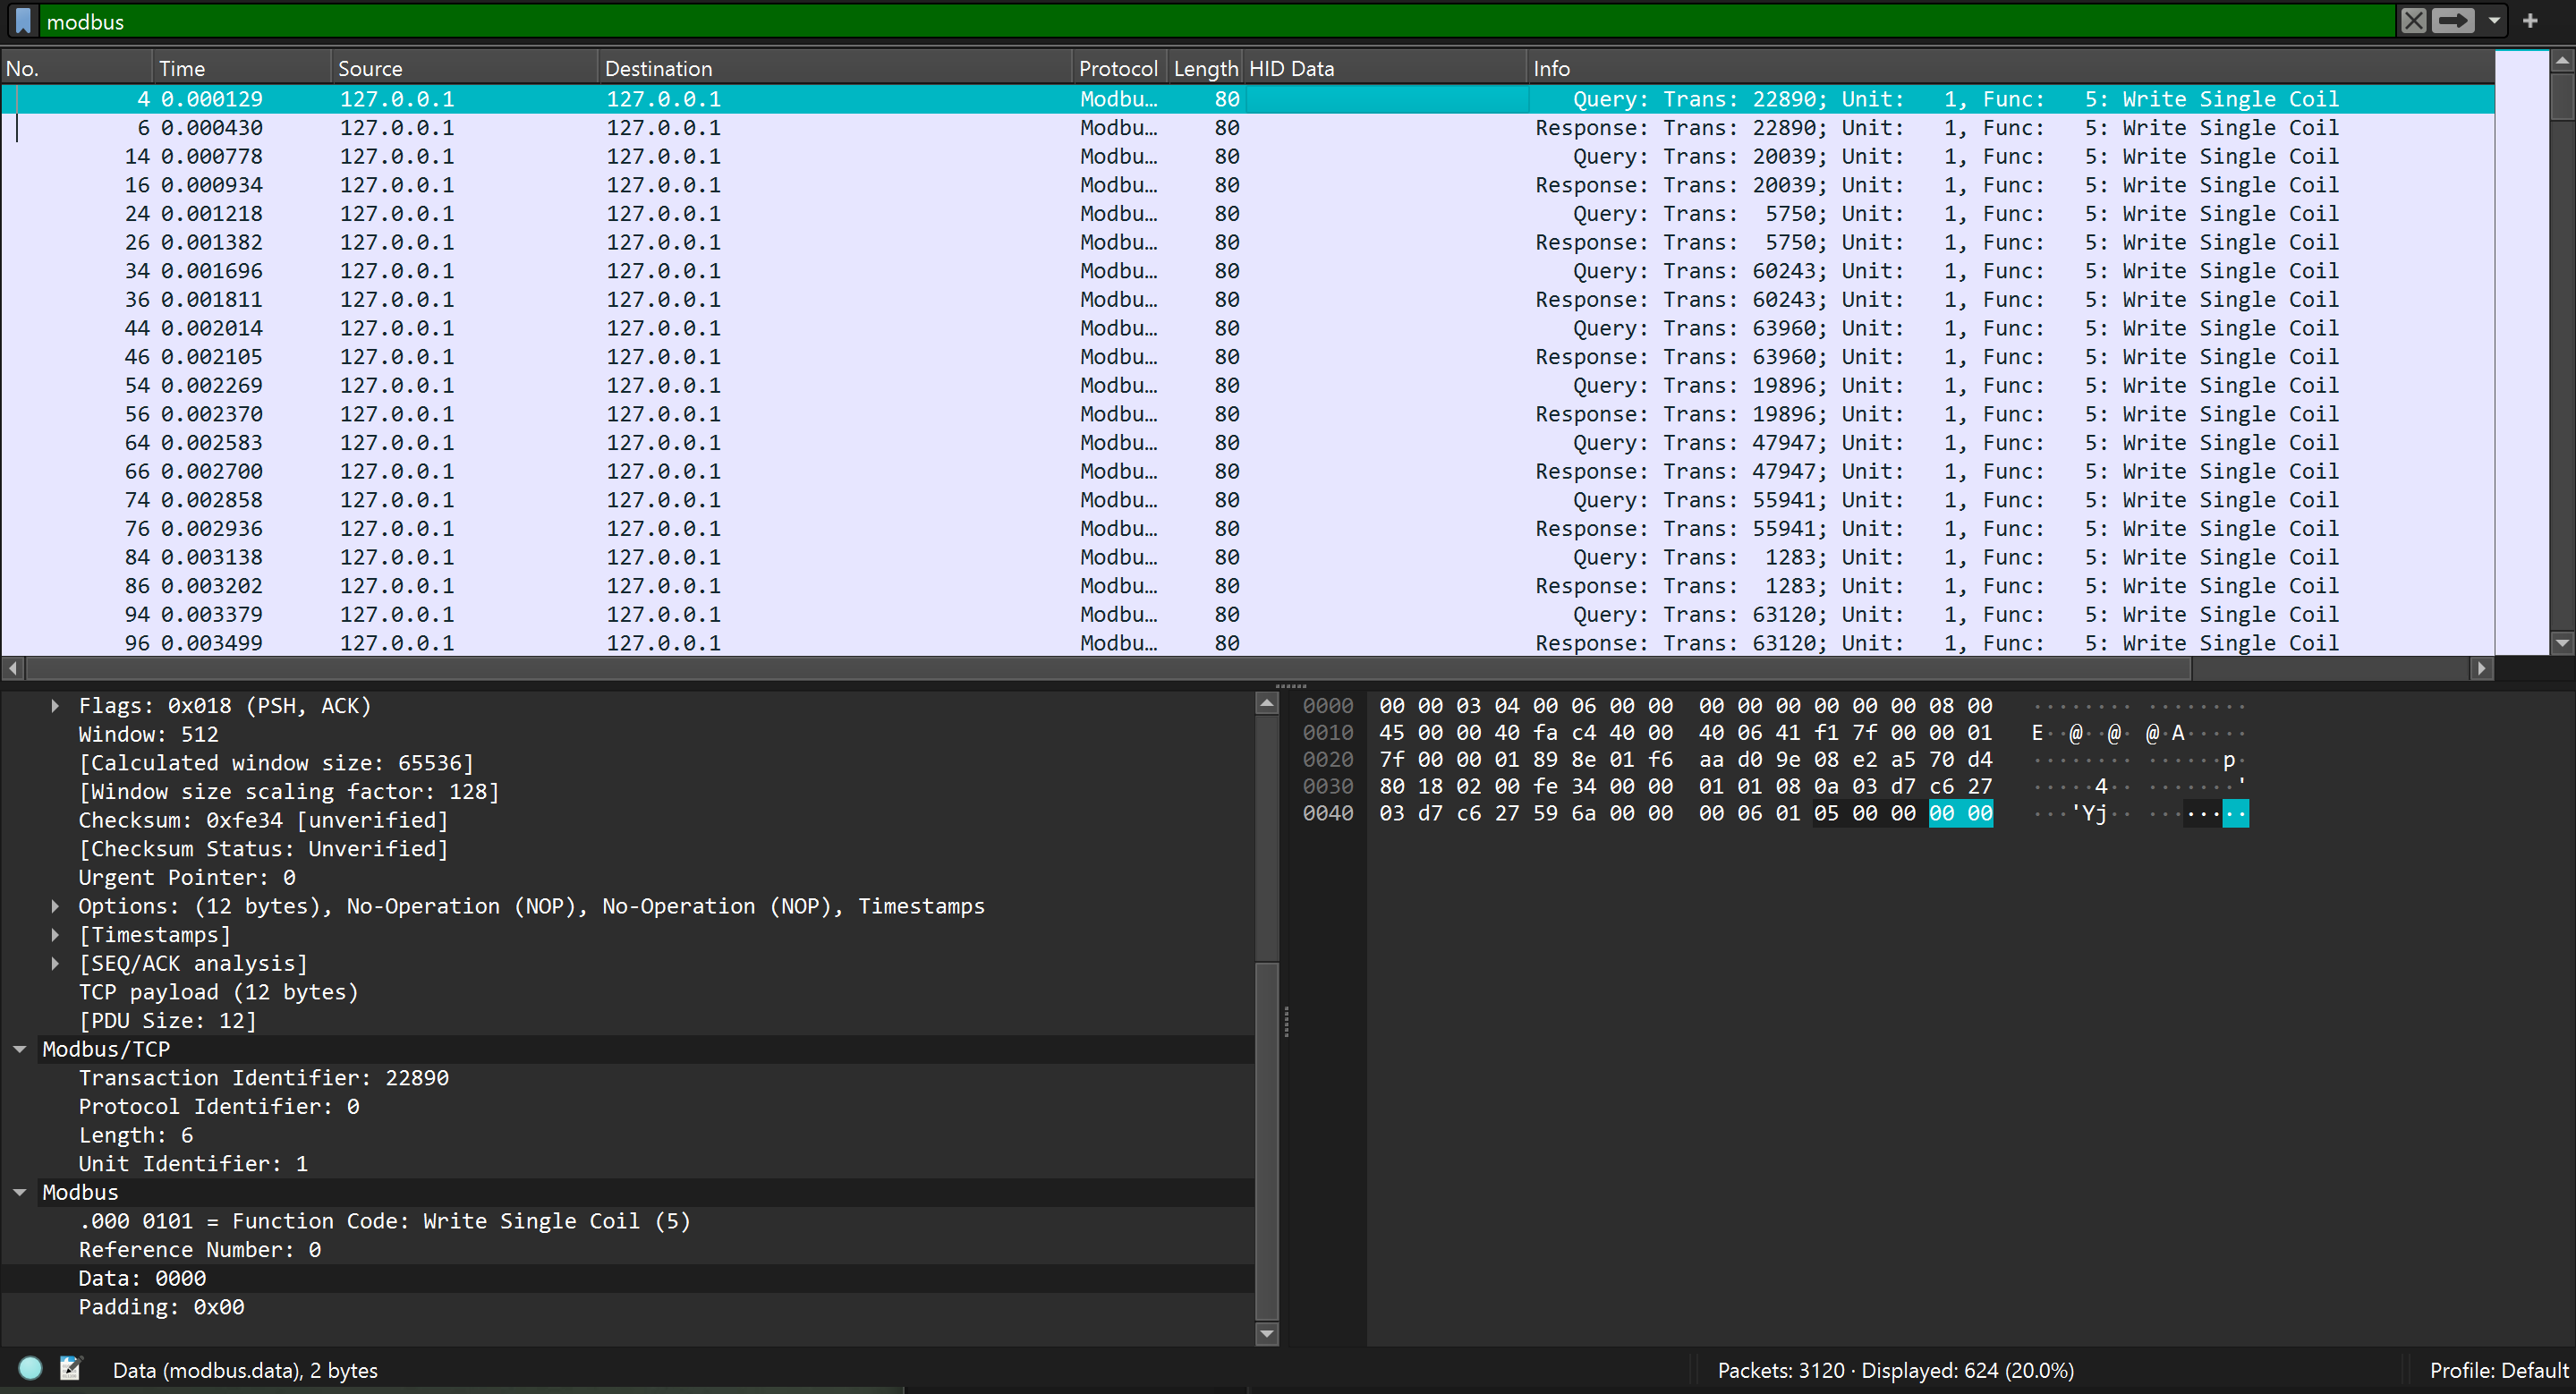 modbus
No. Time Source Destination Protocol Length HID Data Info
4 0.000129 127.0.0.1 127.0.0.1 Modbu… 80 Query: Trans: 22890; Unit: 1, Func: 5: Write Single Coil
6 0.000430 127.0.0.1 127.0.0.1 Modbu… 80 Response: Trans: 22890; Unit: 1, Func: 5: Write Single Coil
14 0.000778 127.0.0.1 127.0.0.1 Modbu… 80 Query: Trans: 20039; Unit: 1, Func: 5: Write Single Coil
16 0.000934 127.0.0.1 127.0.0.1 Modbu… 80 Response: Trans: 20039; Unit: 1, Func: 5: Write Single Coil
24 0.001218 127.0.0.1 127.0.0.1 Modbu… 80 Query: Trans: 5750; Unit: 1, Func: 5: Write Single Coil
26 0.001382 127.0.0.1 127.0.0.1 Modbu… 80 Response: Trans: 5750; Unit: 1, Func: 5: Write Single Coil
34 0.001696 127.0.0.1 127.0.0.1 Modbu… 80 Query: Trans: 60243; Unit: 1, Func: 5: Write Single Coil
36 0.001811 127.0.0.1 127.0.0.1 Modbu… 80 Response: Trans: 60243; Unit: 1, Func: 5: Write Single Coil
44 0.002014 127.0.0.1 127.0.0.1 Modbu… 80 Query: Trans: 63960; Unit: 1, Func: 5: Write Single Coil
46 0.002105 127.0.0.1 127.0.0.1 Modbu… 80 Response: Trans: 63960; Unit: 1, Func: 5: Write Single Coil
54 0.002269 127.0.0.1 127.0.0.1 Modbu… 80 Query: Trans: 19896; Unit: 1, Func: 5: Write Single Coil
56 0.002370 127.0.0.1 127.0.0.1 Modbu… 80 Response: Trans: 19896; Unit: 1, Func: 5: Write Single Coil
64 0.002583 127.0.0.1 127.0.0.1 Modbu… 80 Query: Trans: 47947; Unit: 1, Func: 5: Write Single Coil
66 0.002700 127.0.0.1 127.0.0.1 Modbu… 80 Response: Trans: 47947; Unit: 1, Func: 5: Write Single Coil
74 0.002858 127.0.0.1 127.0.0.1 Modbu… 80 Query: Trans: 55941; Unit: 1, Func: 5: Write Single Coil
76 0.002936 127.0.0.1 127.0.0.1 Modbu… 80 Response: Trans: 55941; Unit: 1, Func: 5: Write Single Coil
84 0.003138 127.0.0.1 127.0.0.1 Modbu… 80 Query: Trans: 1283; Unit: 1, Func: 5: Write Single Coil
86 0.003202 127.0.0.1 127.0.0.1 Modbu… 80 Response: Trans: 1283; Unit: 1, Func: 5: Write Single Coil
94 0.003379 127.0.0.1 127.0.0.1 Modbu… 80 Query: Trans: 63120; Unit: 1, Func: 5: Write Single Coil
96 0.003499 127.0.0.1 127.0.0.1 Modbu… 80 Response: Trans: 63120; Unit: 1, Func: 5: Write Single Coil
Flags: 0x018 (PSH, ACK)
Window: 512
[Calculated window size: 65536]
[Window size scaling factor: 128]
Checksum: 0xfe34 [unverified]
[Checksum Status: Unverified]
Urgent Pointer: 0
Options: (12 bytes), No-Operation (NOP), No-Operation (NOP), Timestamps
[Timestamps]
[SEQ/ACK analysis]
TCP payload (12 bytes)
[PDU Size: 12]
Modbus/TCP
Transaction Identifier: 22890
Protocol Identifier: 0
Length: 6
Unit Identifier: 1
Modbus
.000 0101 = Function Code: Write Single Coil (5)
Reference Number: 0
Data: 0000
Padding: 0x00
0000 00 00 03 04 00 06 00 00 00 00 00 00 00 00 08 00 ········ ········
0010 45 00 00 40 fa c4 40 00 40 06 41 f1 7f 00 00 01 E··@··@· @·A·····
0020 7f 00 00 01 89 8e 01 f6 aa d0 9e 08 e2 a5 70 d4 ········ ······p·
0030 80 18 02 00 fe 34 00 00 01 01 08 0a 03 d7 c6 27 ·····4·· ·······'
0040 03 d7 c6 27 59 6a 00 00 00 06 01 05 00 00 00 00 ···'Yj·· ········
Data (modbus.data), 2 bytes
Packets: 3120 · Displayed: 624 (20.0%)
Profile: Default